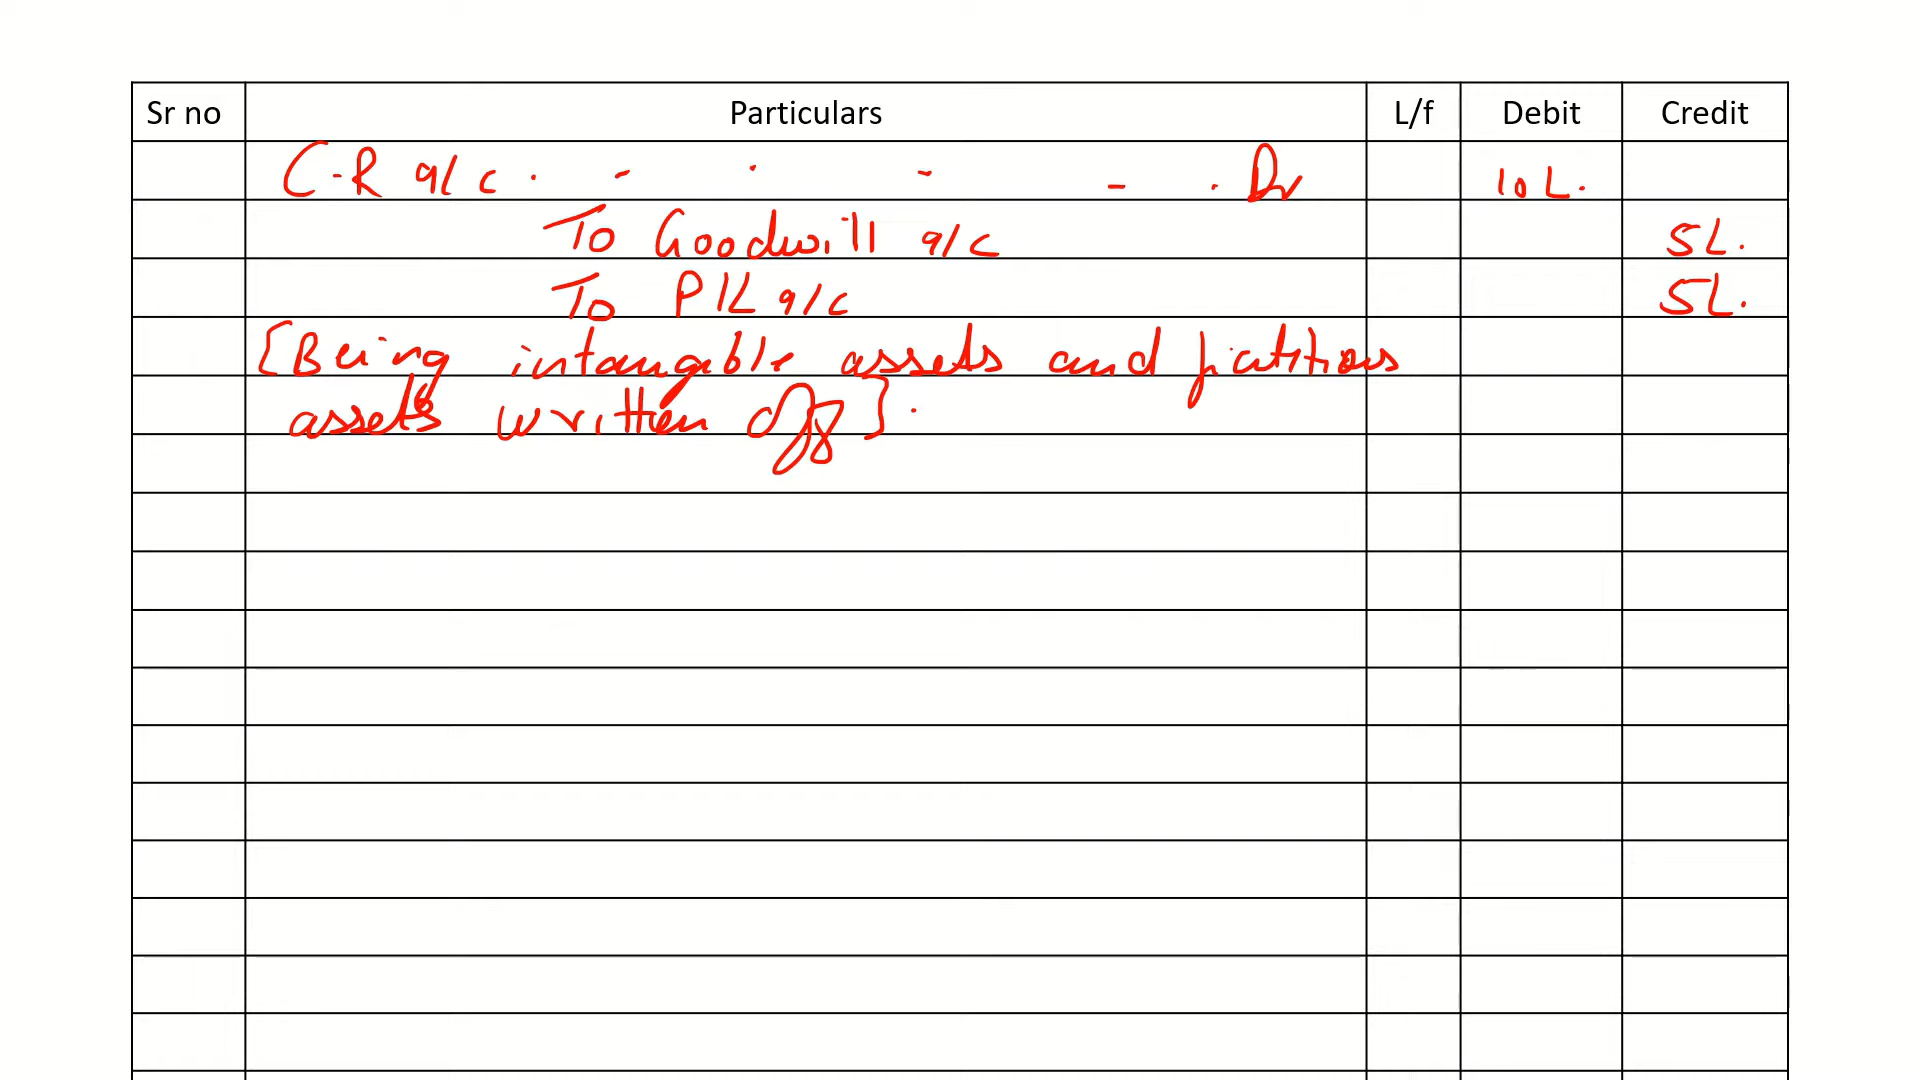 Sr no Particulars L/f Debit Credit
C-R a/c . - . - - . Dr 10 L.
To Goodwill a/c 5L.
To P/L a/c 5L.
[Being intangible assets and fictitious
assets written off].